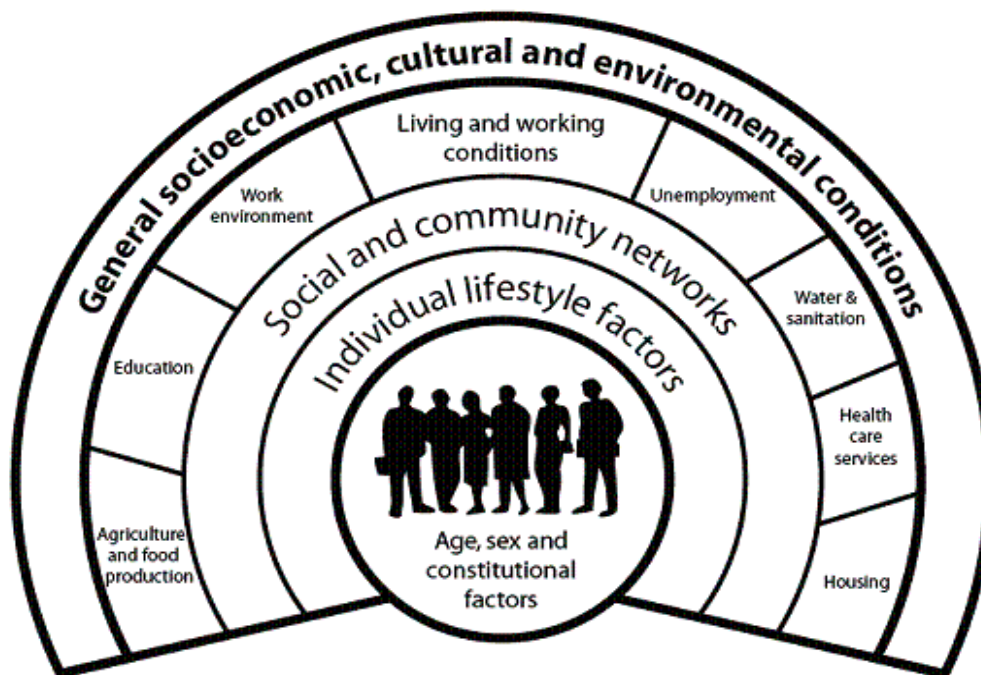 General socioeconomic, cultural and environmental conditions
Living and working
conditions
Work
environment
Unemployment
Education
Water &
sanitation
Agriculture
and food
production
Health
care
services
Housing
Social and community networks
Individual lifestyle factors
Age, sex and
constitutional
factors